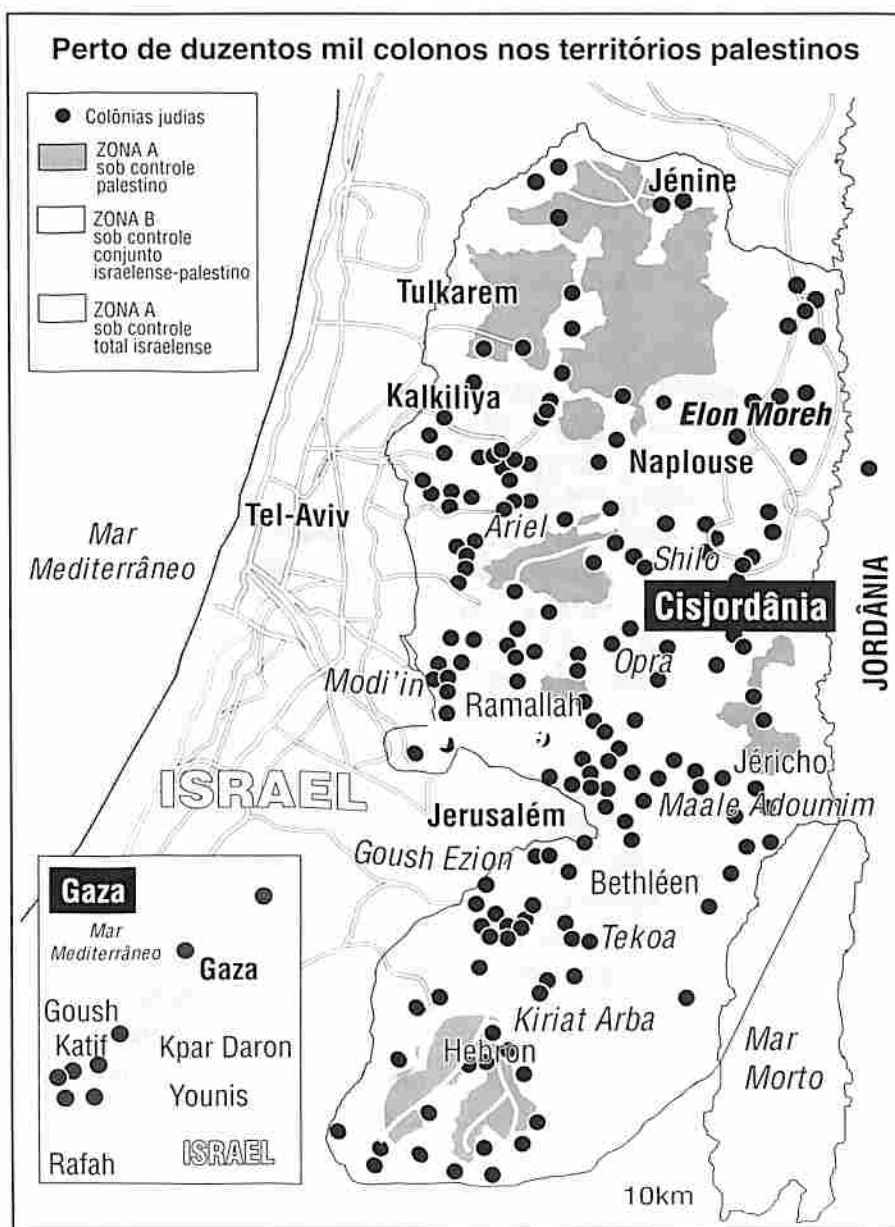 Perto de duzentos mil colonos nos territórios palestinos
Colônias judias
ZONA A
sob controle
palestino
ZONA B
sob controle
conjunto
israelense-palestino
ZONA A
sob controle
total israelense
Jénine
Tulkarem
Kalkiliya
Elon Moreh
Naplouse
Tel-Aviv
Mar
Mediterrâneo
Ariel
Shilo
Cisjordânia
JORDÂNIA
Opra
Modi'in
Ramallah
Jéricho
ISRAEL
Maale Adoumim
Jerusalém
Goush Ezion
Bethléen
Tekoa
Kiriat Arba
Hebron
Mar
Morto
10km
Gaza
Mar
Mediterrâneo
Gaza
Goush
Katif
Kpar Daron
Younis
Rafah
ISRAEL